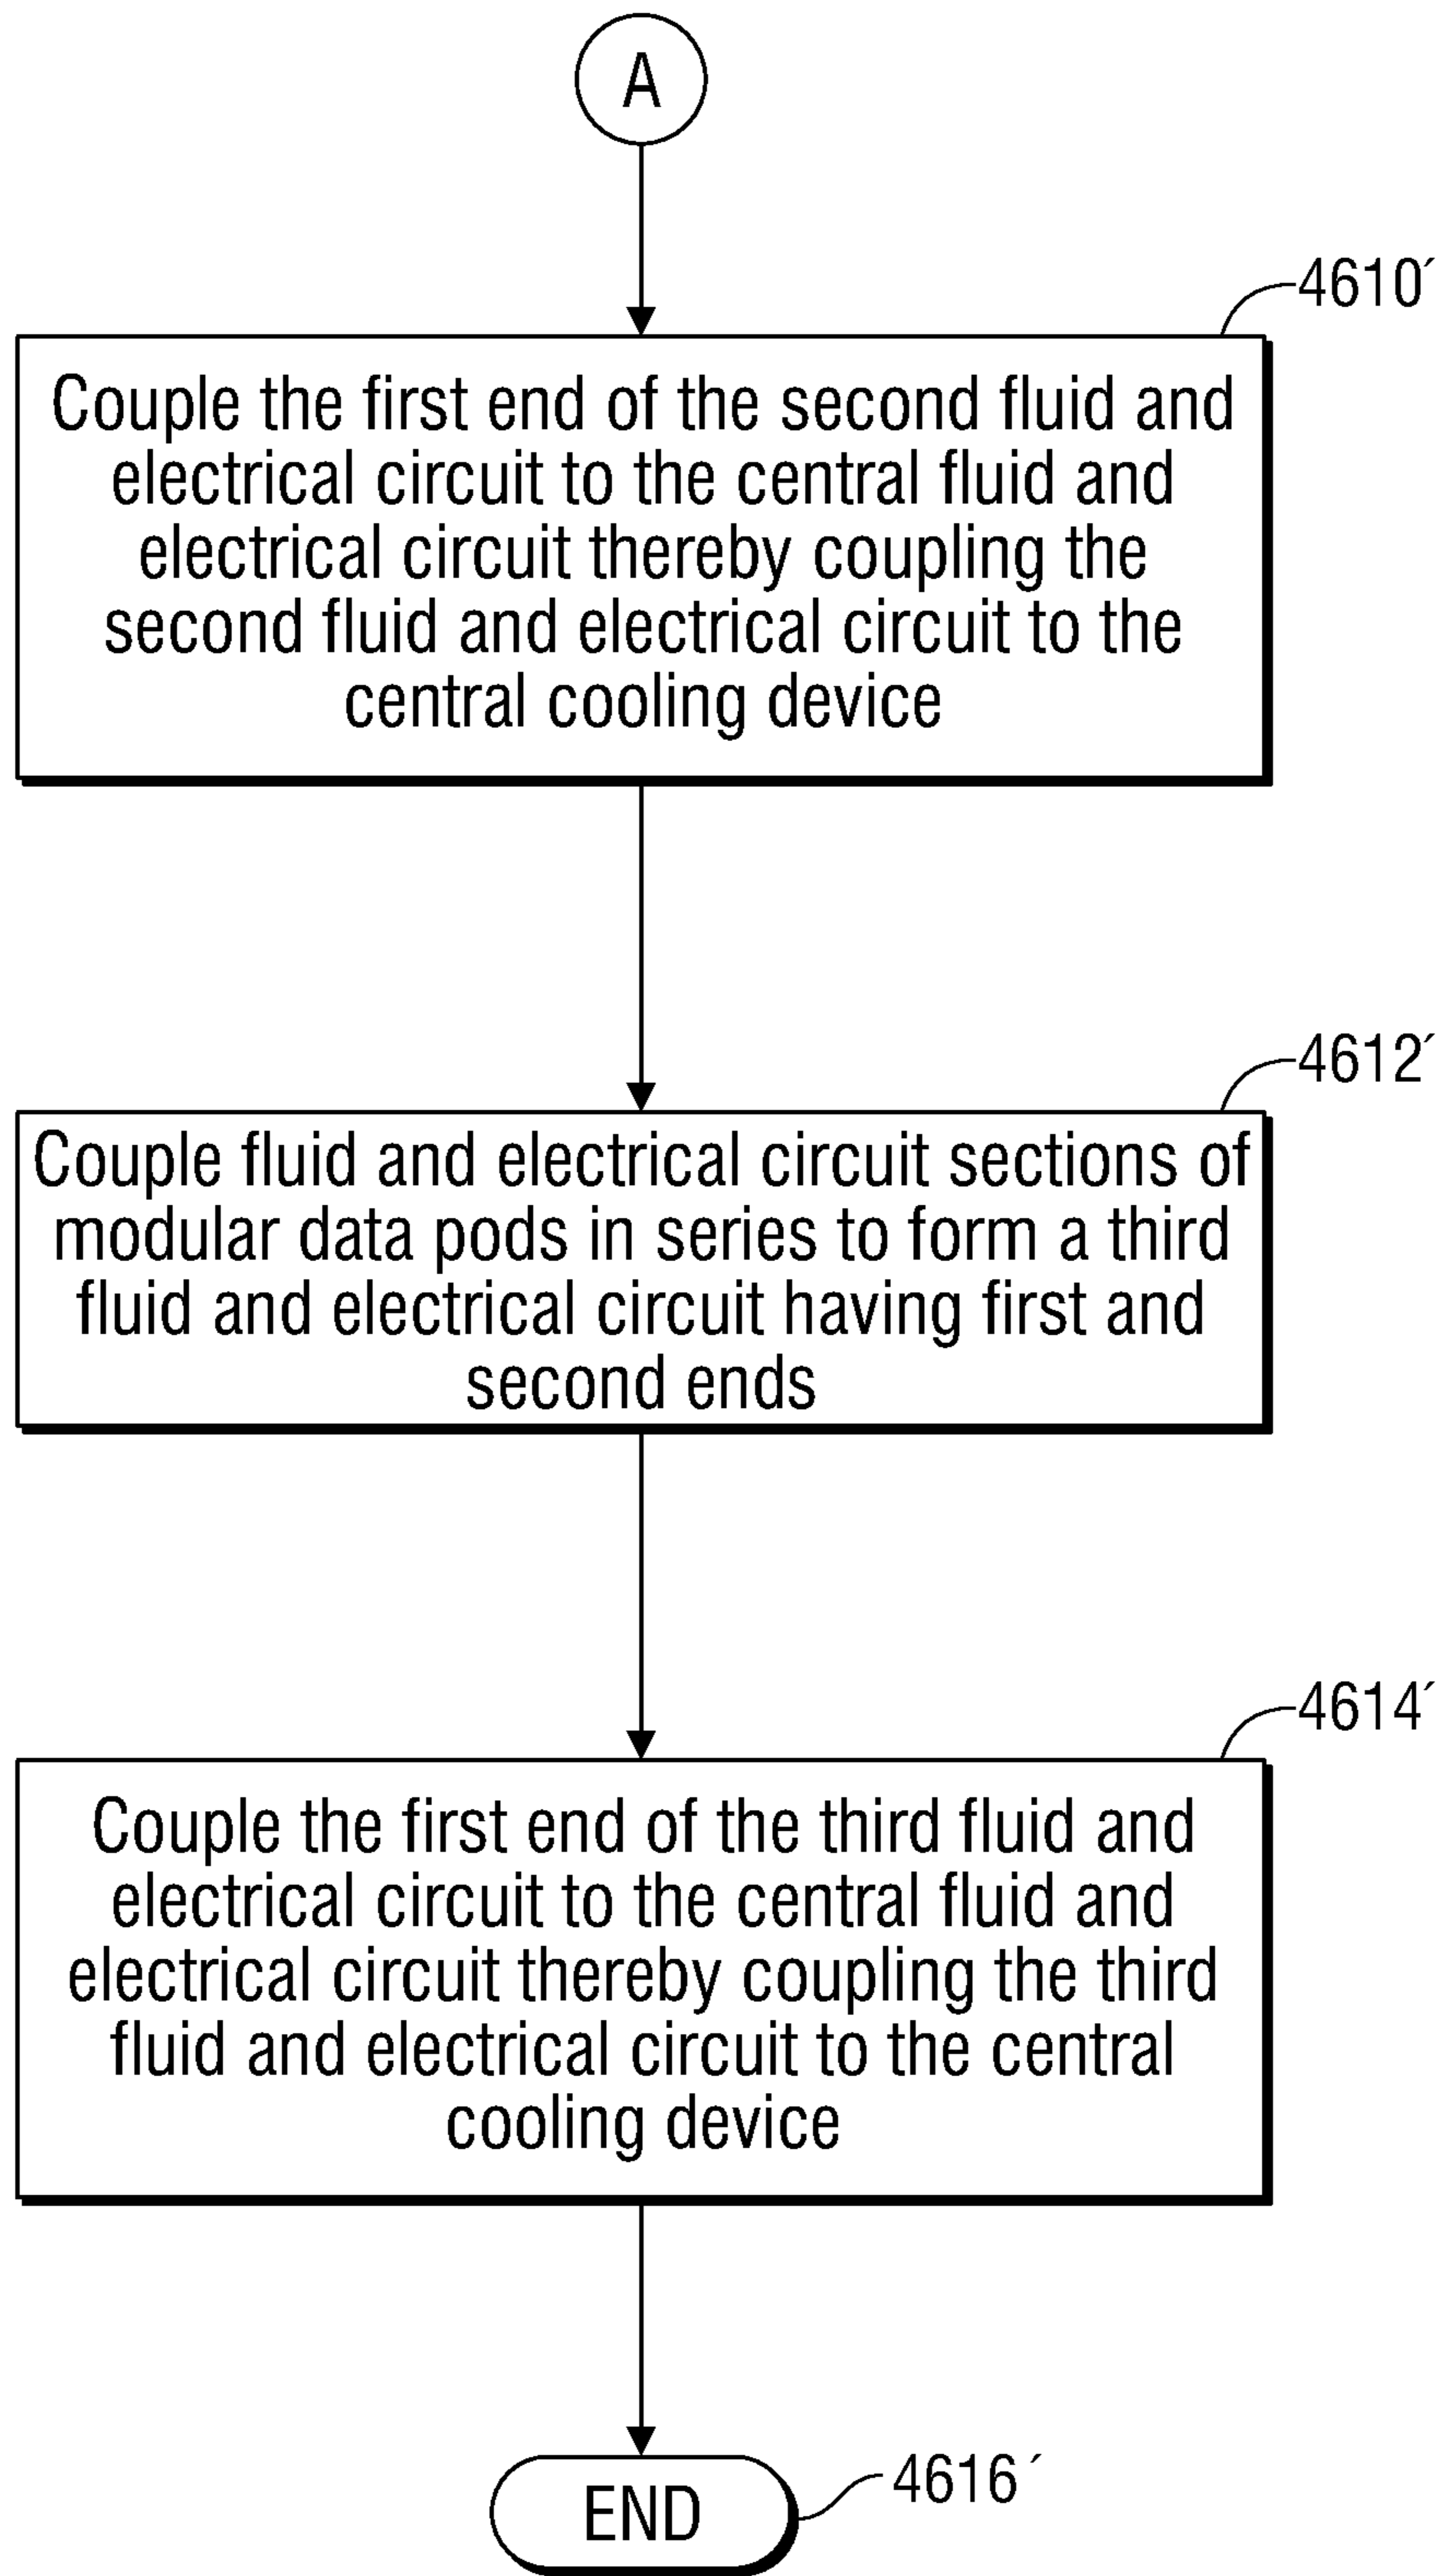 A
4610´
Couple the first end of the second fluid and
electrical circuit to the central fluid and
electrical circuit thereby coupling the
second fluid and electrical circuit to the
central cooling device
4612´
Couple fluid and electrical circuit sections of
modular data pods in series to form a third
fluid and electrical circuit having first and
second ends
4614´
Couple the first end of the third fluid and
electrical circuit to the central fluid and
electrical circuit thereby coupling the third
fluid and electrical circuit to the central
cooling device
END
4616´